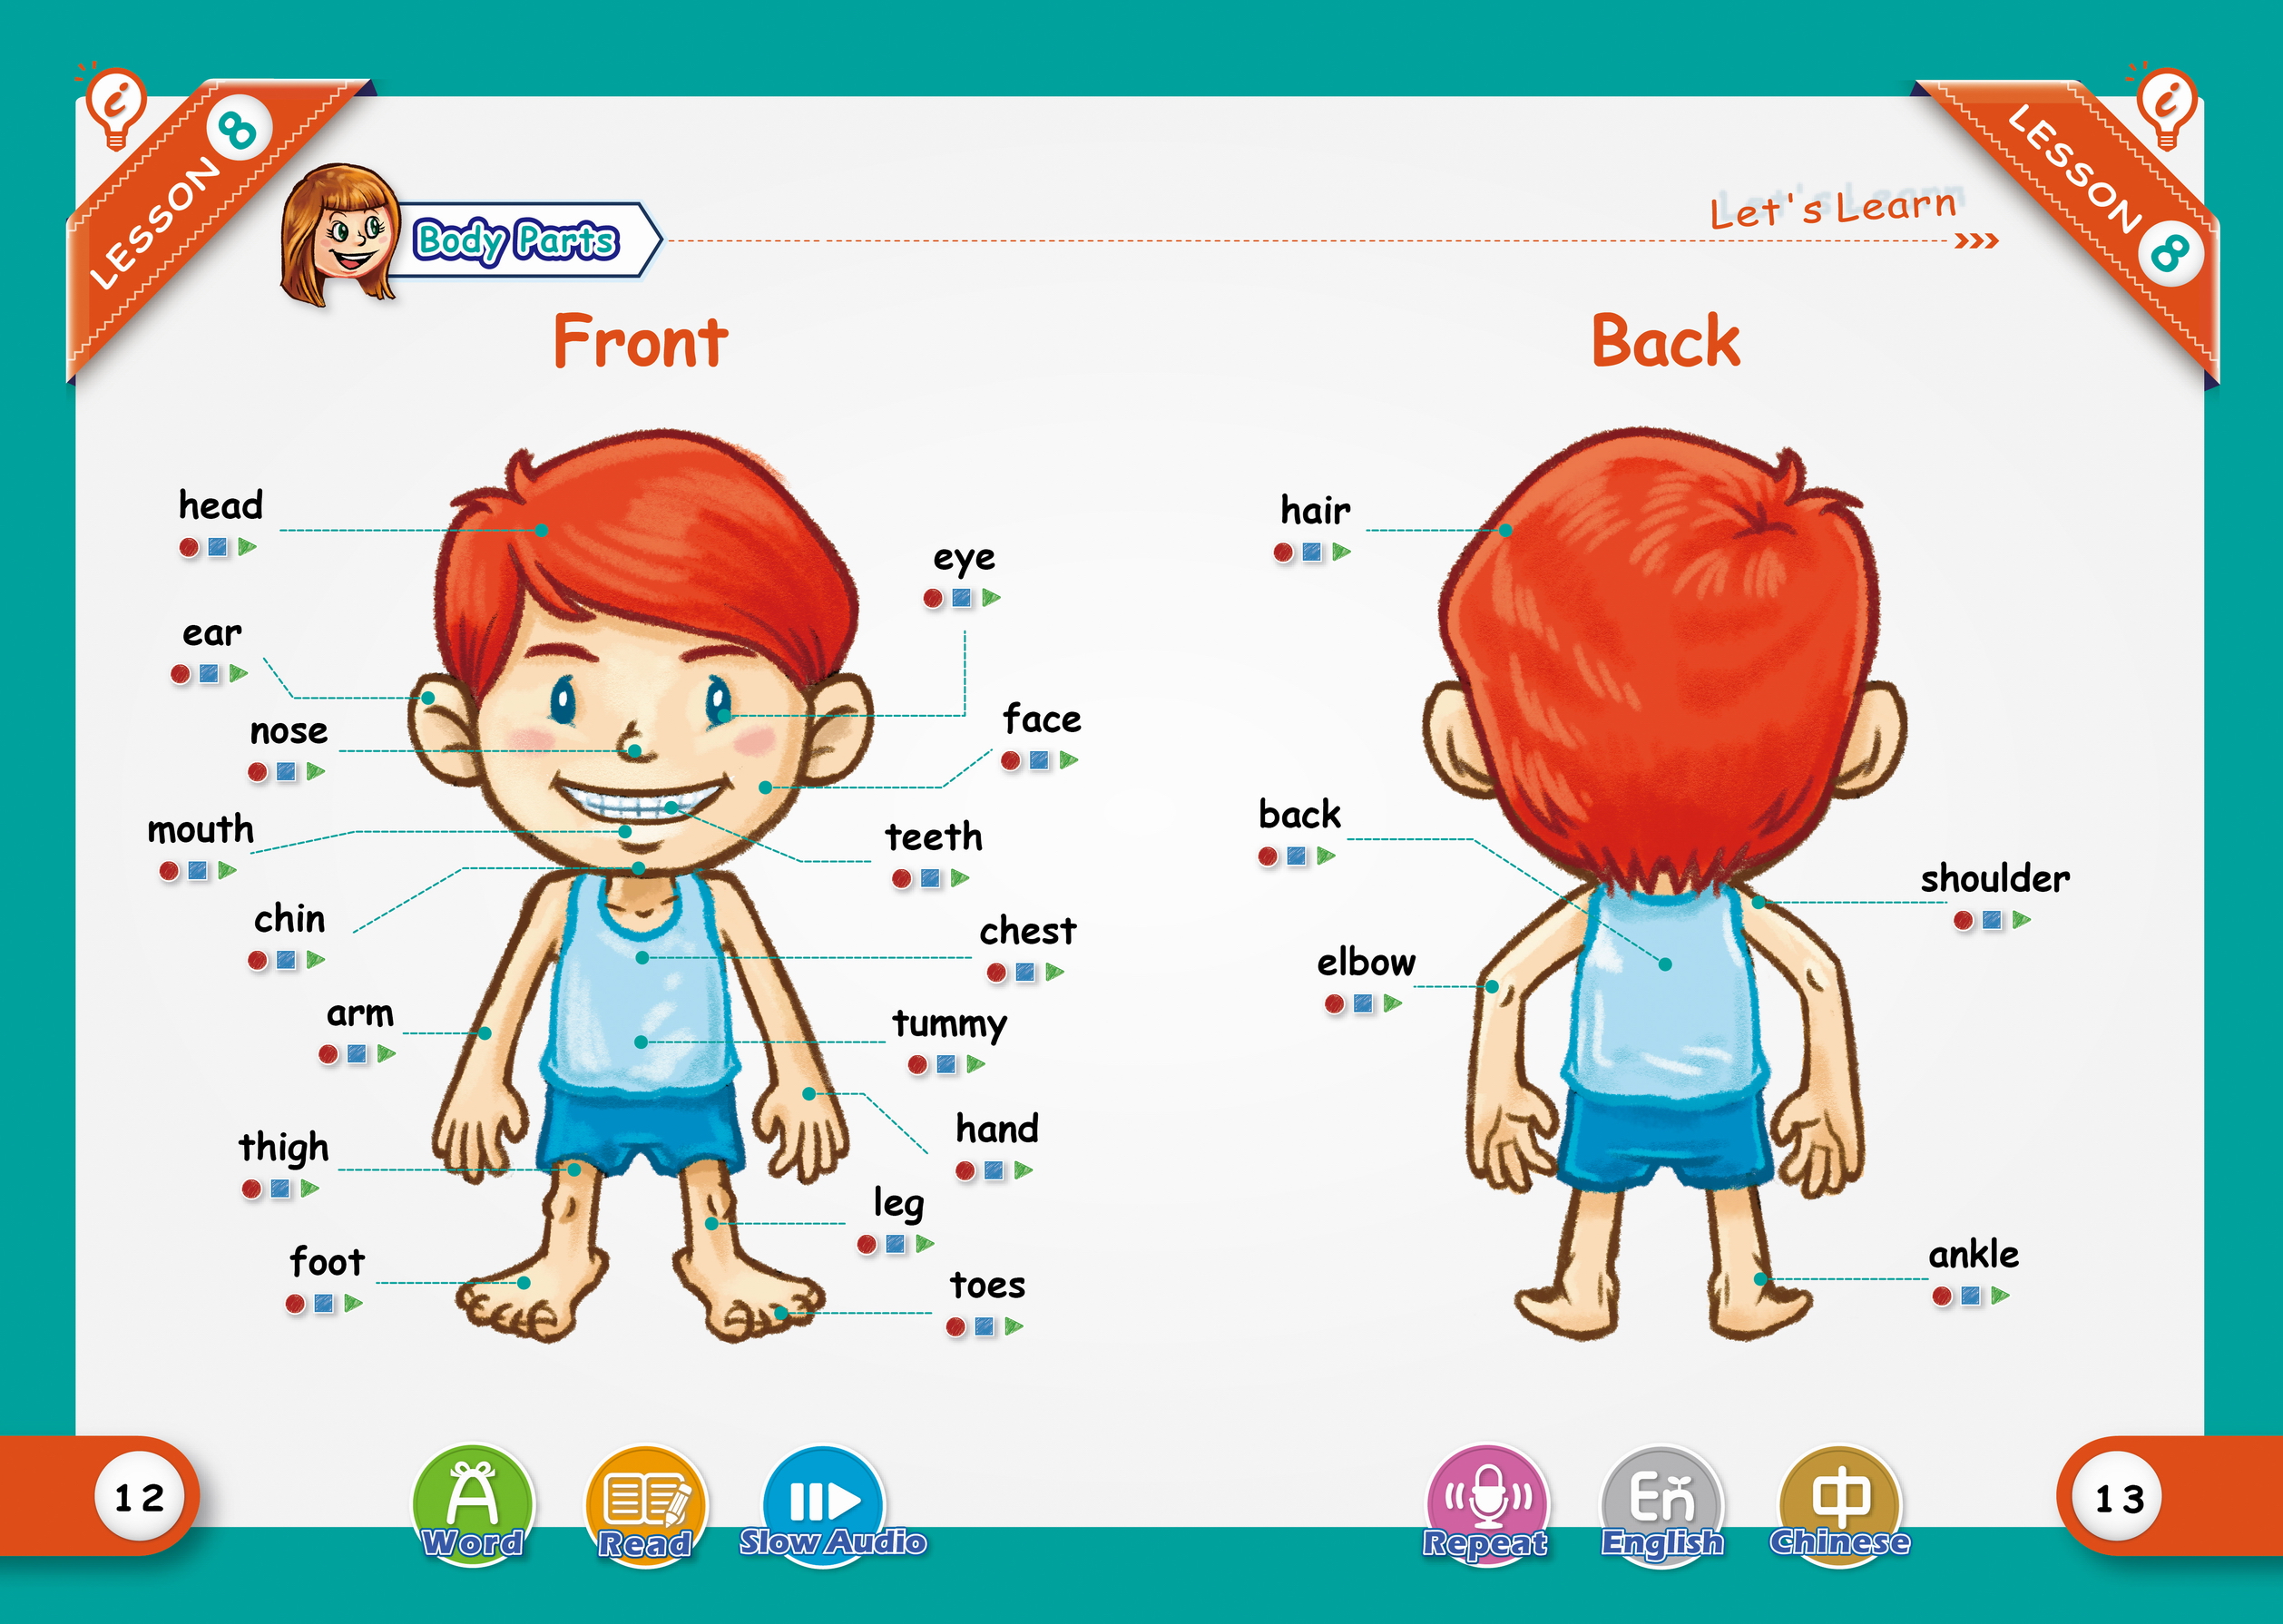 LESSON 8
LESSON 8
Body Parts
Let's Learn
Front
Back
head
ear
nose
mouth
chin
arm
thigh
foot
eye
face
teeth
chest
tummy
hand
leg
toes
hair
back
elbow
shoulder
ankle
12
Word
Read
Slow Audio
Repeat
En
English
中
Chinese
13